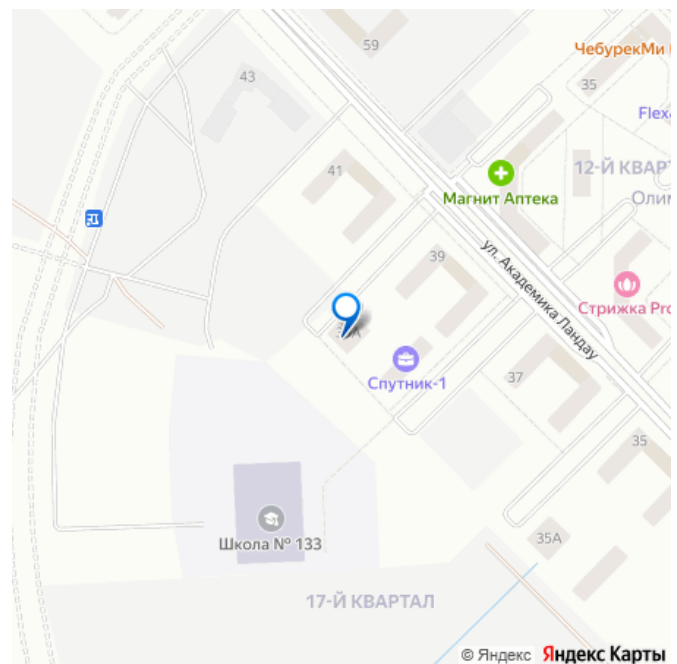 59
ЧебурекМи
43
35
Flex
41
12-Й КВАРТ
Магнит Аптека
Олим
39
ул. Академика Ландау
Стрижка Pro
Спутник-1
37
35
Школа № 133
35А
17-Й КВАРТАЛ
© Яндекс Яндекс Карты